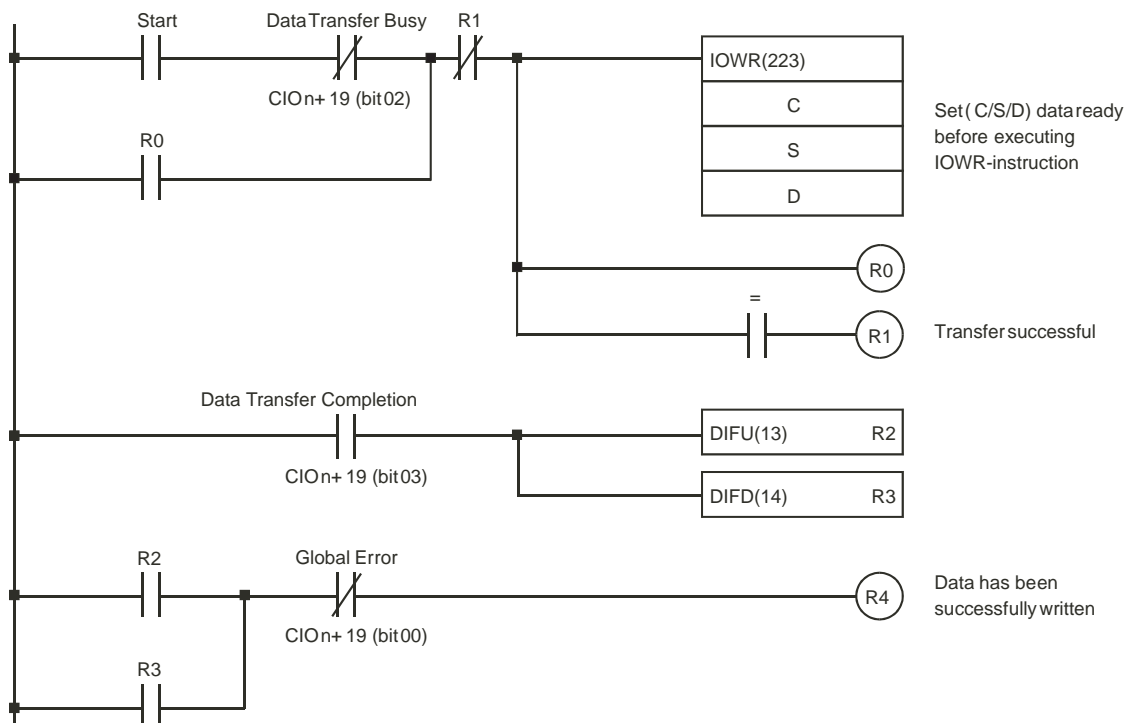 Start
Data Transfer Busy
R1
CIO n+ 19 (bit 02)
IOWR(223)
C
S
D
Set ( C/S/D) data ready
before executing
IOWR-instruction
R0
R0
=
R1
Transfer successful
Data Transfer Completion
CIO n+ 19 (bit 03)
DIFU(13) R2
DIFD(14) R3
R2
Global Error
CIO n+ 19 (bit 00)
R4
Data has been
successfully written
R3